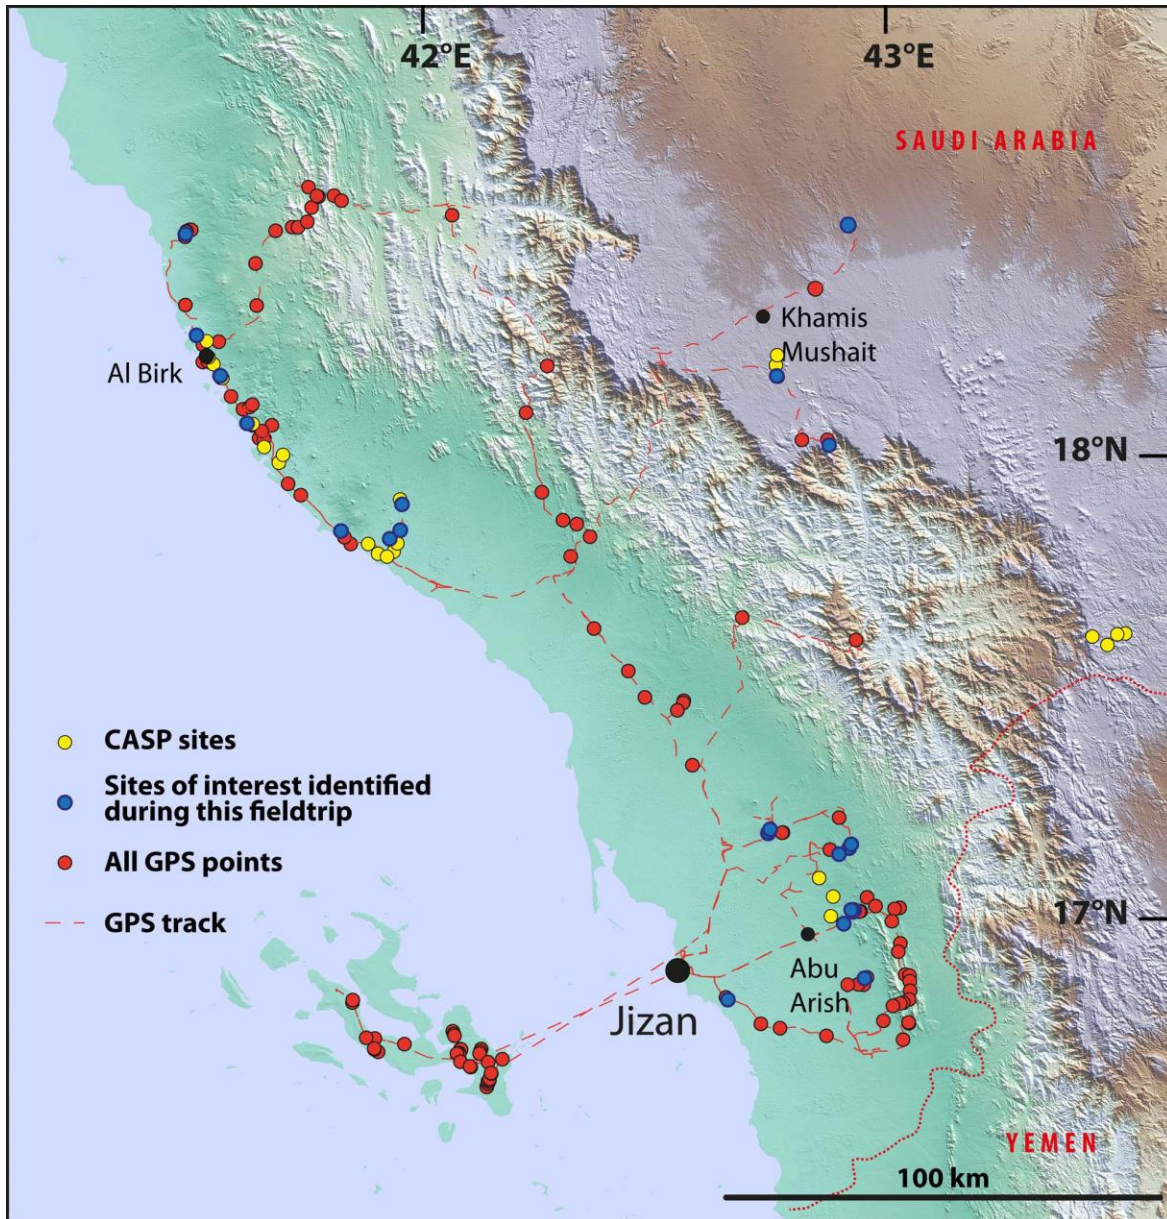 42°E
43°E
SAUDI ARABIA
Khamis
Mushait
Al Birk
18°N
CASP sites
Sites of interest identified
during this fieldtrip
All GPS points
GPS track
17°N
Abu
Arish
Jizan
YEMEN
100 km